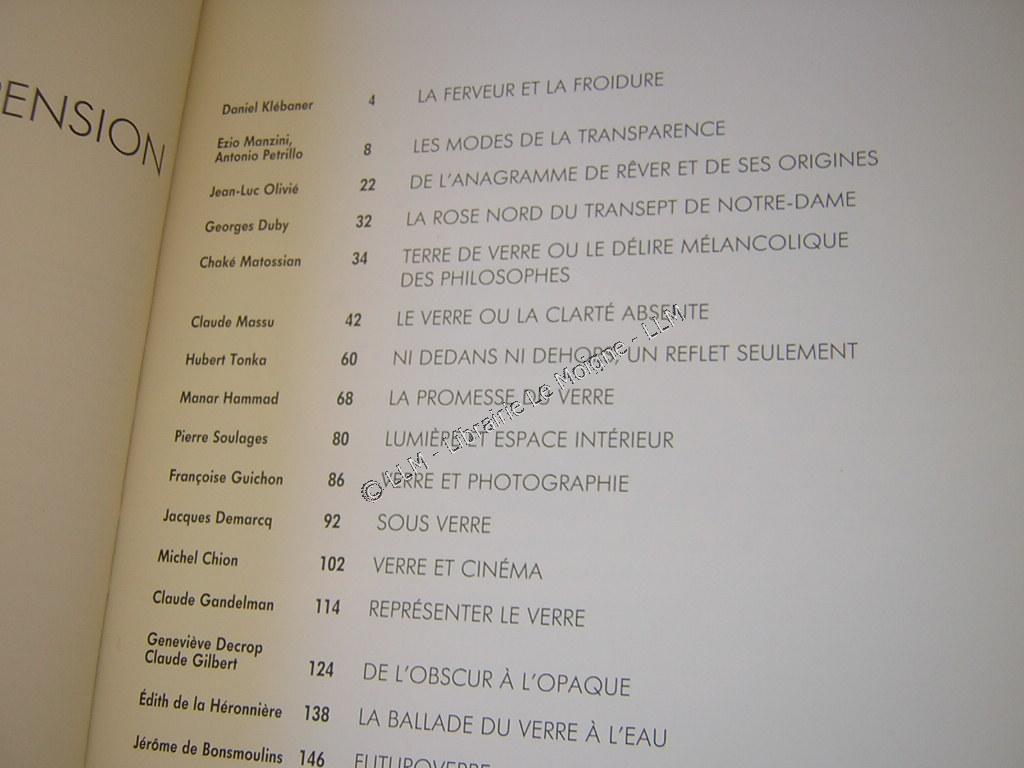 PENSION
Daniel Klébaner 4 LA FERVEUR ET LA FROIDURE
Ezio Manzini,
Antonio Petrillo 8 LES MODES DE LA TRANSPARENCE
Jean-Luc Olivié 22 DE L'ANAGRAMME DE RÊVER ET DE SES ORIGINES
Georges Duby 32 LA ROSE NORD DU TRANSEPT DE NOTRE-DAME
Chaké Matossian 34 TERRE DE VERRE OU LE DÉLIRE MÉLANCOLIQUE
DES PHILOSOPHES
Claude Massu 42 LE VERRE OU LA CLARTÉ ABSENTE
Hubert Tonka 60 NI DEDANS NI DEHORS, UN REFLET SEULEMENT
Manar Hammad 68 LA PROMESSE DU VERRE
Pierre Soulages 80 LUMIÈRE ET ESPACE INTÉRIEUR
Françoise Guichon 86 VERRE ET PHOTOGRAPHIE
Jacques Demarcq 92 SOUS VERRE
Michel Chion 102 VERRE ET CINÉMA
Claude Gandelman 114 REPRÉSENTER LE VERRE
Geneviève Decrop
Claude Gilbert 124 DE L'OBSCUR À L'OPAQUE
Édith de la Héronnière 138 LA BALLADE DU VERRE À L'EAU
Jérôme de Bonsmoulins 146 FUTUROVERRE
© LLM - Librairie Le Moigne - LLM